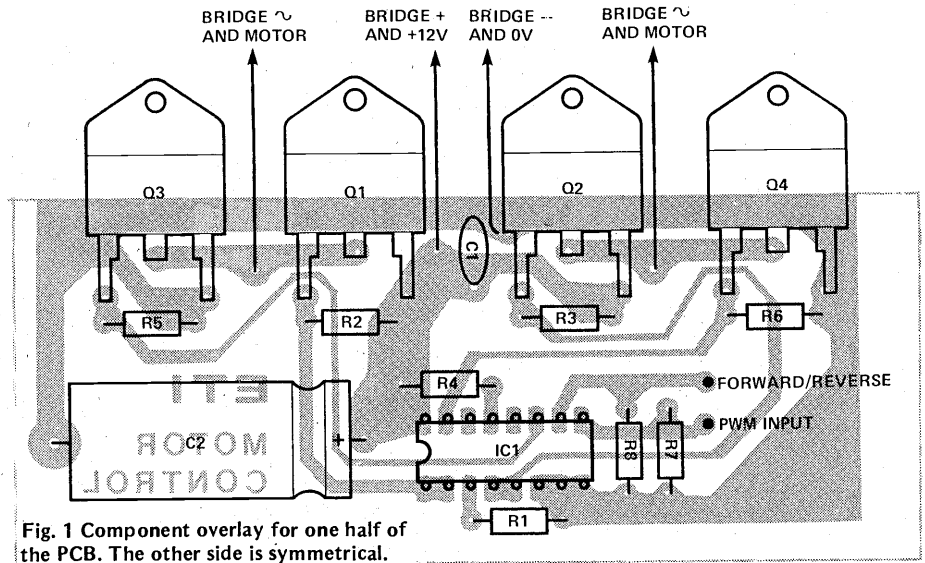 BRIDGE ∿
AND MOTOR
BRIDGE +
AND +12V
BRIDGE --
AND 0V
BRIDGE ∿
AND MOTOR
Q3
Q1
Q2
Q4
C1
R5
R2
R3
R6
R4
FORWARD/REVERSE
PWM INPUT
ETI
MOTOR
CONTROL
C2
+
IC1
R8
R7
R1
Fig. 1 Component overlay for one half of
the PCB. The other side is symmetrical.